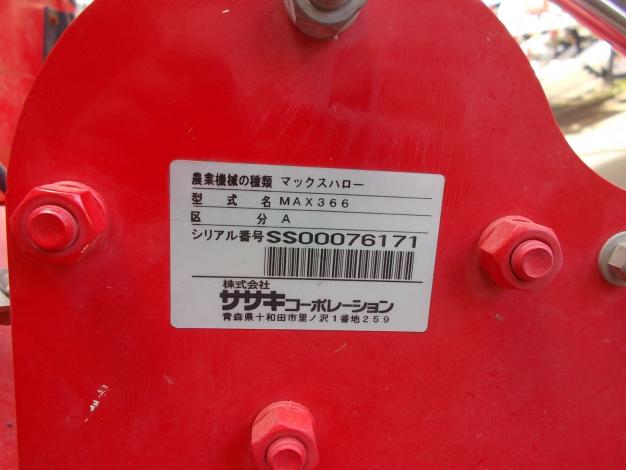 農業機械の種類 マックスハロー
型式名 MAX366
区分 A
シリアル番号 SS00076171
株式会社
ササキコーポレーション
青森県十和田市里ノ沢1番地259